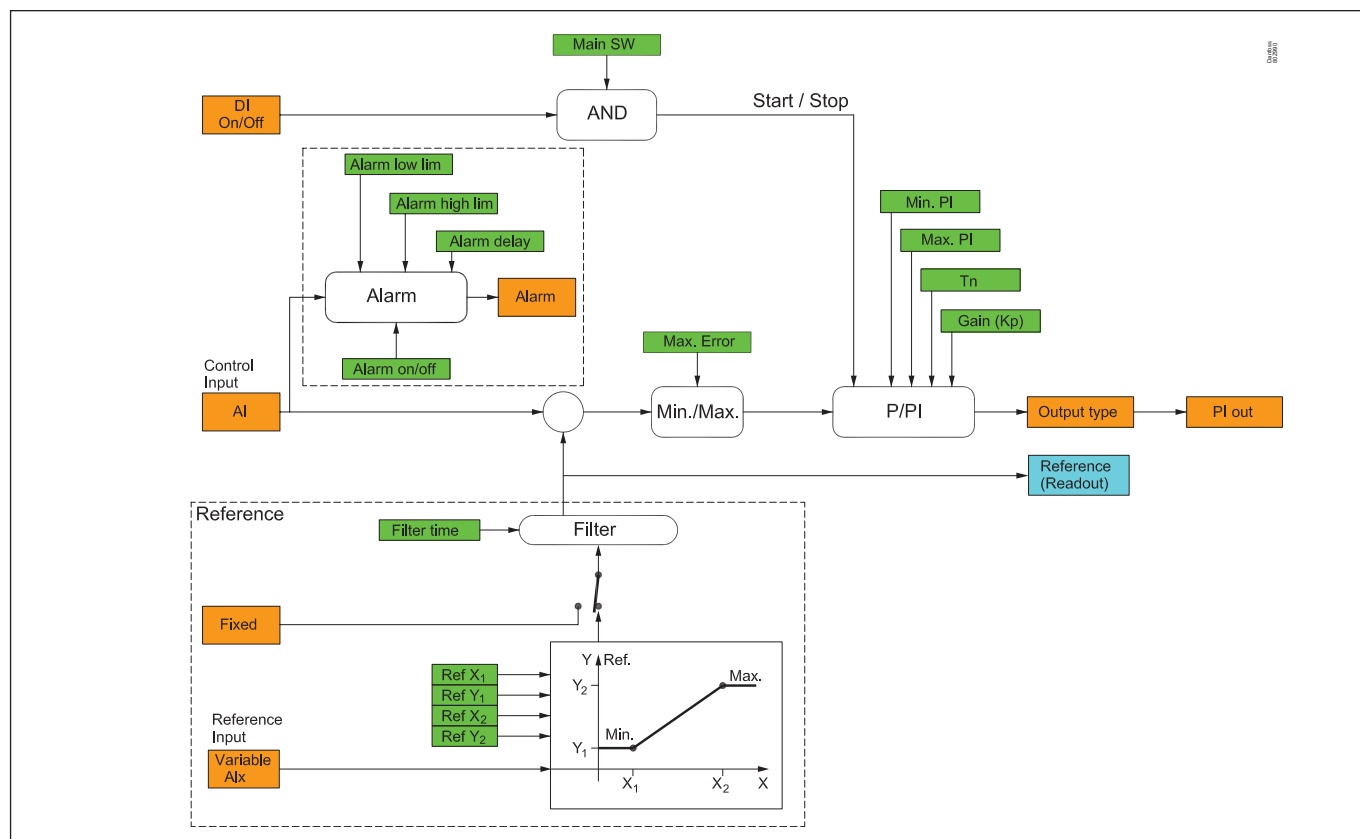 Main SW
Danfoss
DI
On/Off
AND
Start / Stop
Alarm low lim
Alarm high lim
Alarm delay
Alarm
Alarm
Alarm on/off
Min. PI
Max. PI
Tn
Gain (Kp)
Max. Error
Control
Input
AI
Min./Max.
P/PI
Output type
PI out
Reference
(Readout)
Reference
Filter time
Filter
Fixed
Ref X1
Ref Y1
Ref X2
Ref Y2
Y Ref.
Y2
Max.
Min.
Y1
X1
X2
X
Reference
Input
Variable
AIx